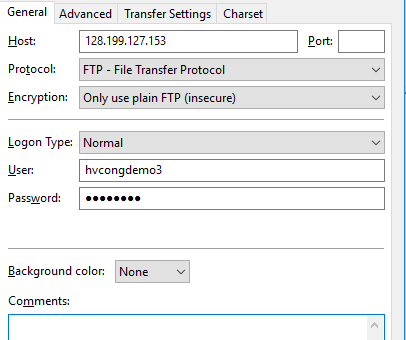 General Advanced Transfer Settings Charset
Host: 128.199.127.153 Port:
Protocol: FTP - File Transfer Protocol
Encryption: Only use plain FTP (insecure)
Logon Type: Normal
User: hvcongdemo3
Password: ●●●●●●●●
Background color: None
Comments: